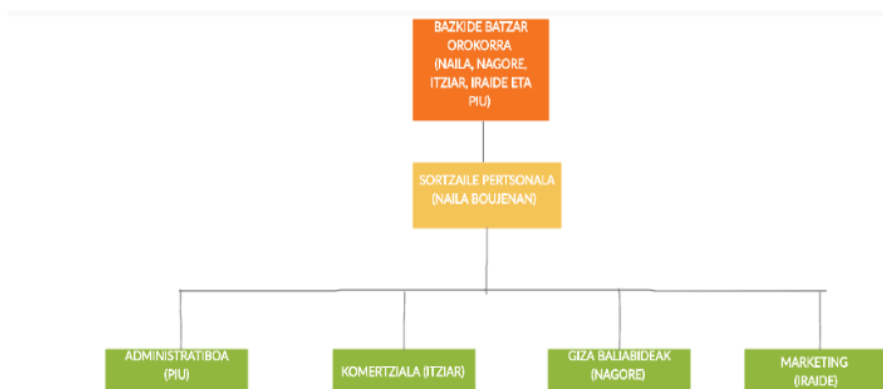 BAZKIDE BATZAR
OROKORRA
(NAILA, NAGORE,
ITZIAR, IRAIDE ETA
PIU)
SORTZAILE PERTSONALA
(NAILA BOUJENAN)
ADMINISTRATIBOA
(PIU)
KOMERTZIALA (ITZIAR)
GIZA BALIABIDEAK
(NAGORE)
MARKETING
(IRAIDE)